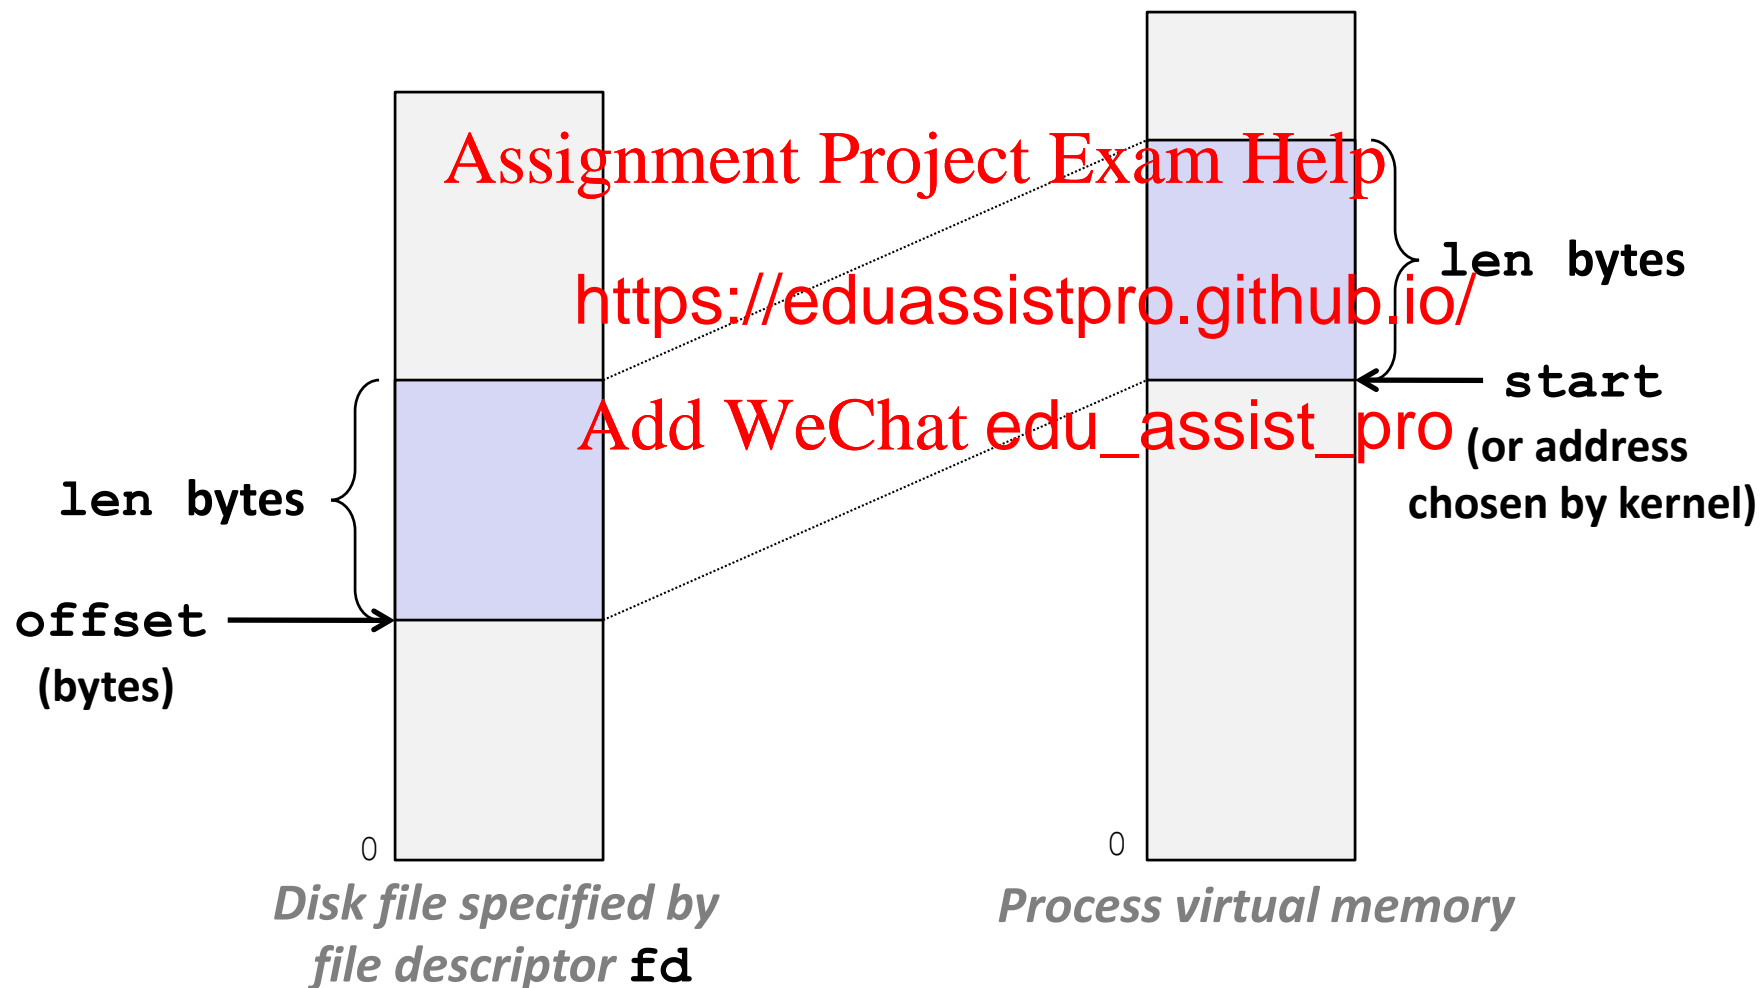 Assignment Project Exam Help
len bytes
https://eduassistpro.github.io/
start
Add WeChat edu_assist_pro
(or address
chosen by kernel)
len bytes
offset
(bytes)
0
0
Disk file specified by
file descriptor fd
Process virtual memory